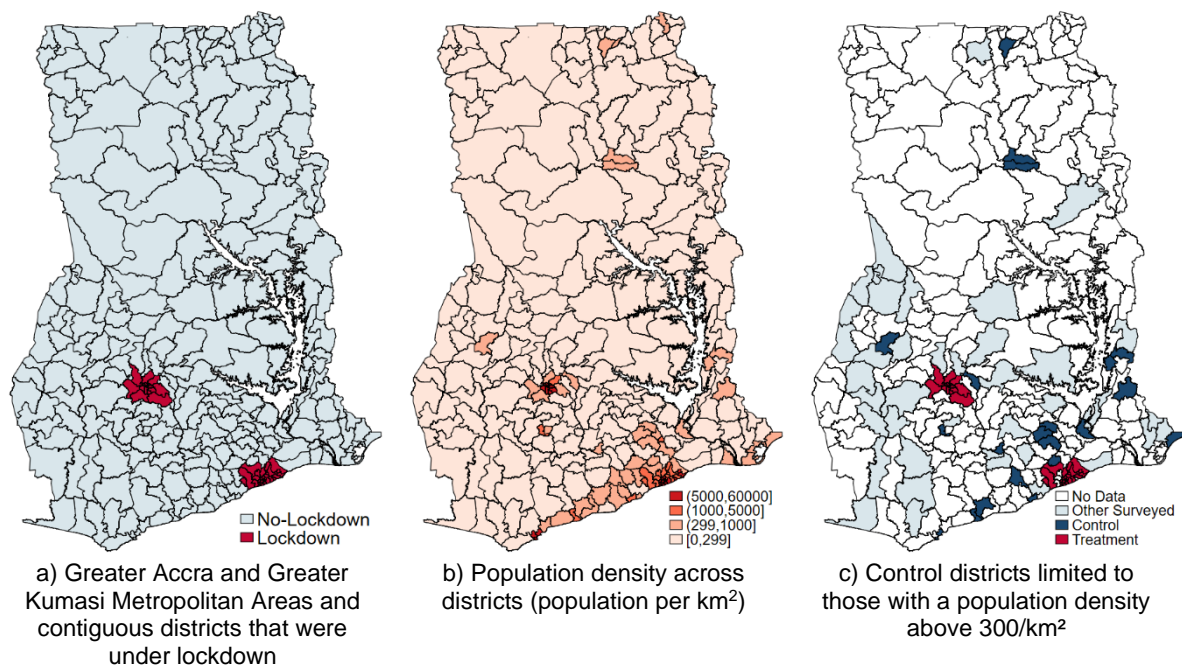 No-Lockdown
Lockdown
a) Greater Accra and Greater
Kumasi Metropolitan Areas and
contiguous districts that were
under lockdown
(5000,60000]
(1000,5000]
(299,1000]
[0,299]
b) Population density across
districts (population per km²)
No Data
Other Surveyed
Control
Treatment
c) Control districts limited to
those with a population density
above 300/km²